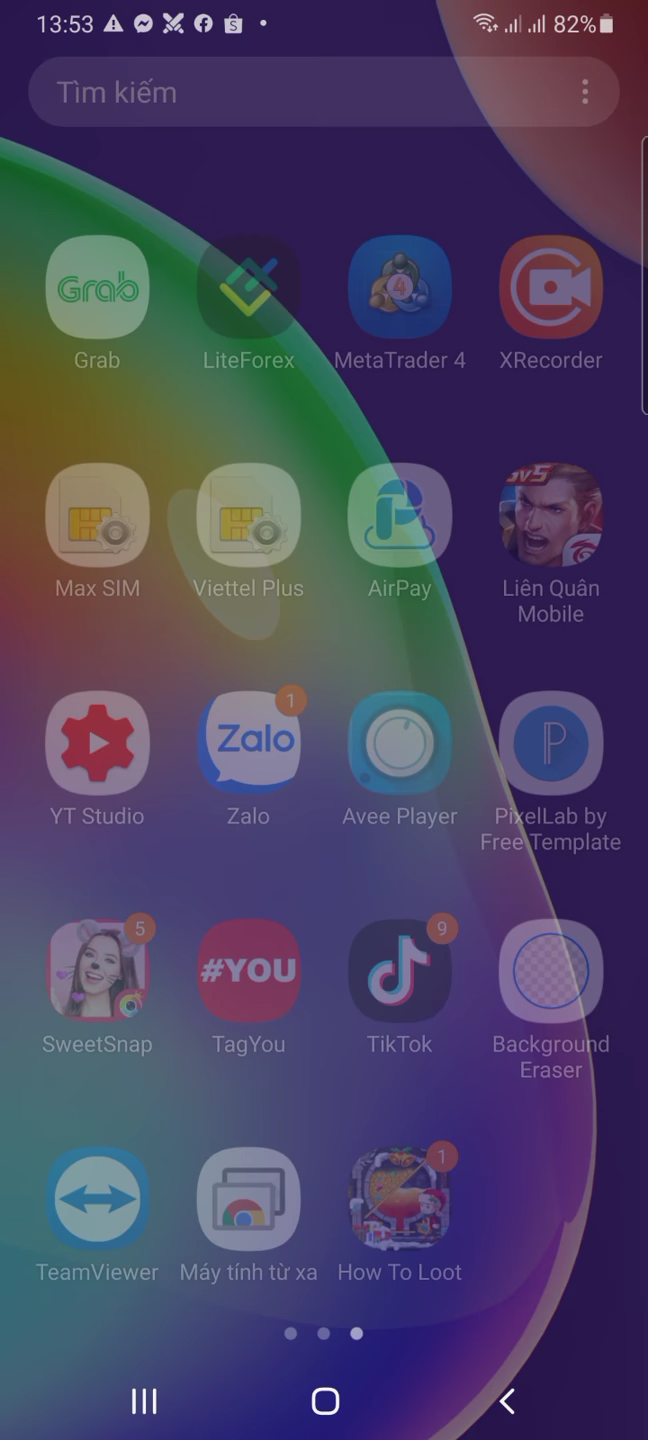 13:53
82%
Tìm kiếm
Grab
Grab
LiteForex
4
MetaTrader 4
XRecorder
Max SIM
Viettel Plus
AirPay
5v5
Liên Quân
Mobile
YT Studio
1
Zalo
Zalo
Avee Player
P
PixelLab by
Free Template
5
SweetSnap
#YOU
TagYou
9
TikTok
Background
Eraser
TeamViewer
Máy tính từ xa
1
How To Loot